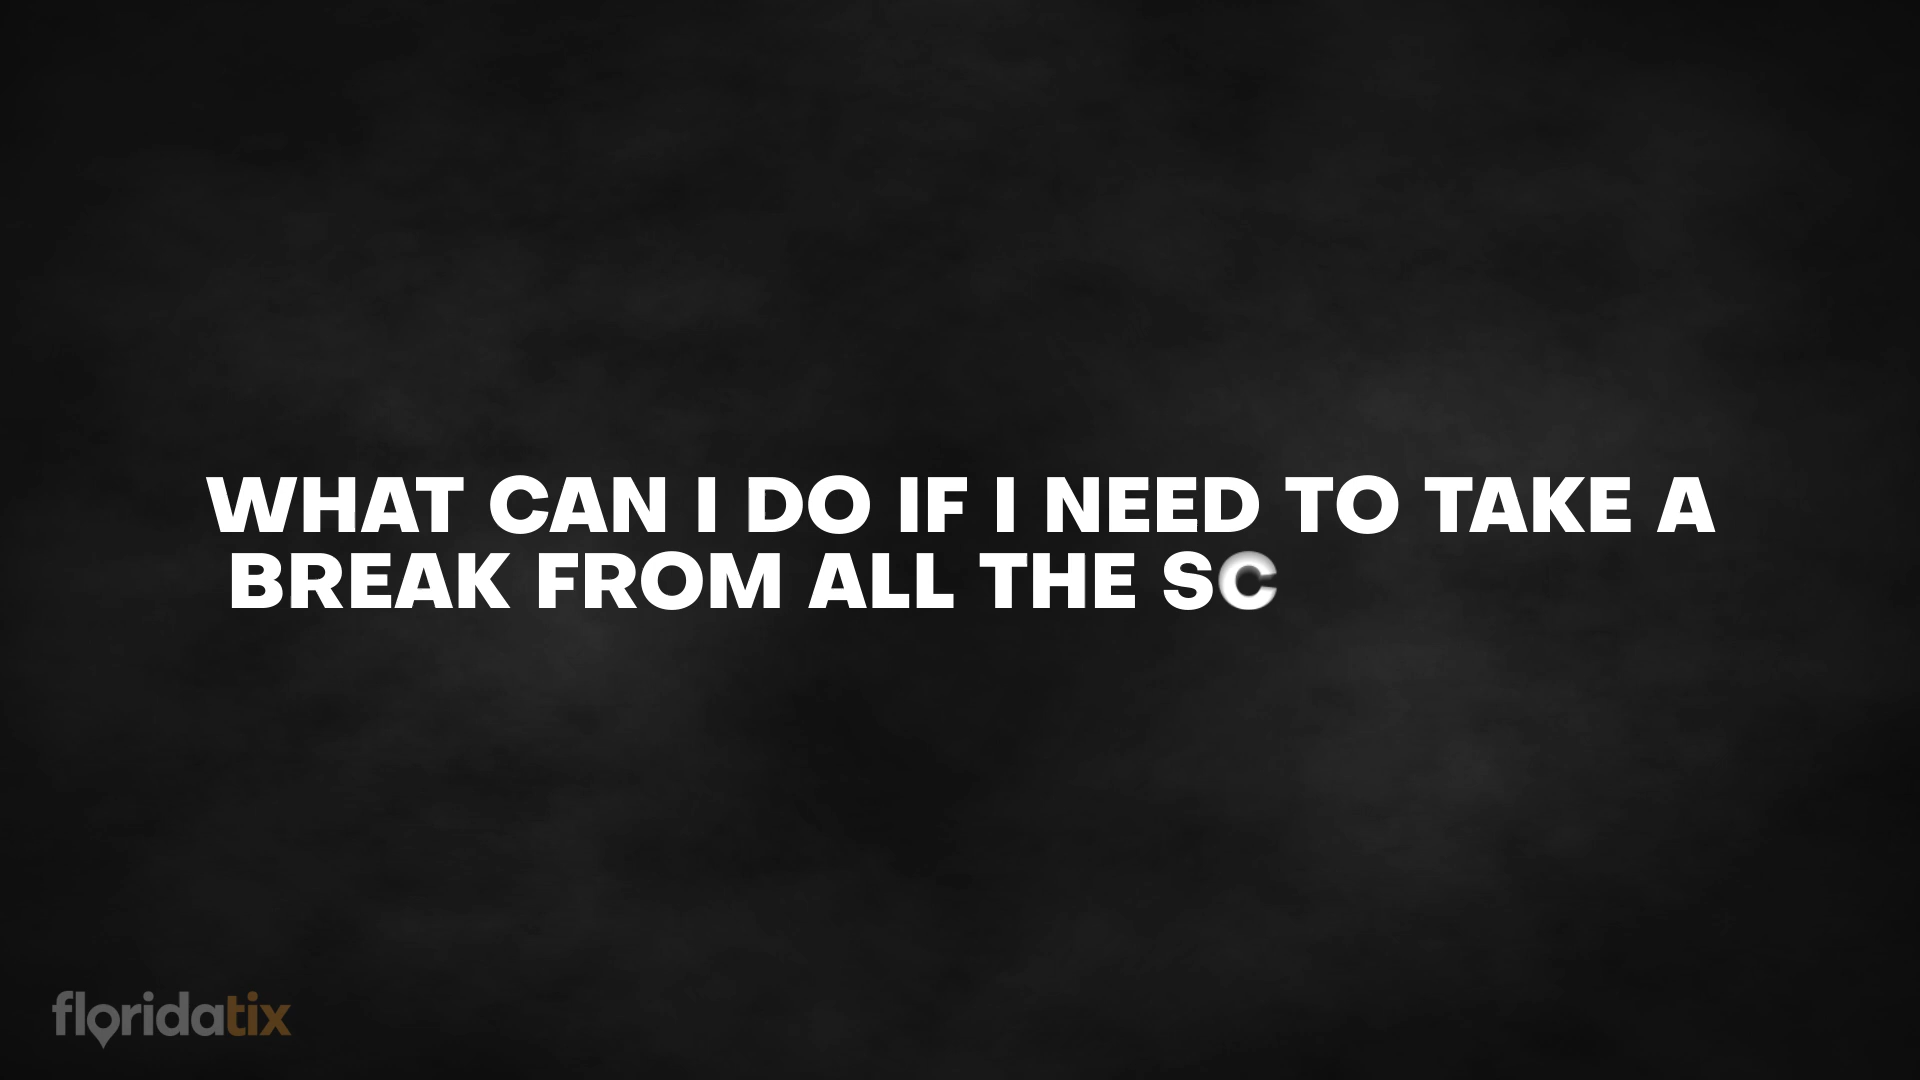 WHAT CAN I DO IF I NEED TO TAKE A
BREAK FROM ALL THE SC
floridatix